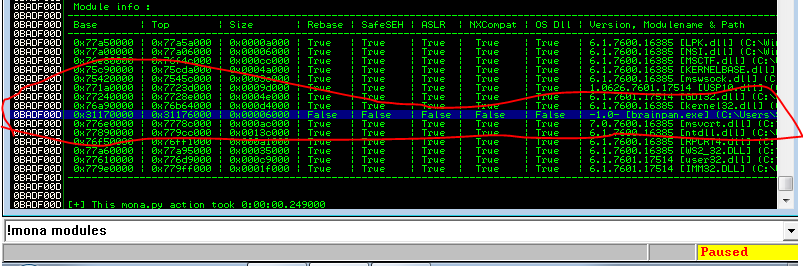 0BADF00D Module info :
0BADF00D
0BADF00D Base | Top | Size | Rebase | SafeSEH | ASLR | NXCompat | OS Dll | Version, Modulename & Path
0BADF00D
0BADF00D 0x77a50000 | 0x77a5a000 | 0x0000a000 | True | True | True | True | True | 6.1.7600.16385 [LPK.dll] (C:\Win
0BADF00D 0x77a00000 | 0x77a06000 | 0x00006000 | True | True | True | True | True | 6.1.7600.16385 [NSI.dll] (C:\Win
0BADF00D | True | True | True | True | True | 6.1.7600.16385 [MSCTF.dll] (C:\W
0BADF00D 0x75c90000 | 0x75cda000 | 0x0004a000 | True | True | True | True | True | 6.1.7600.16385 [KERNELBASE.dll]
0BADF00D 0x75420000 | 0x7545c000 | 0x0003c000 | True | True | True | True | True | 6.1.7600.16385 [mswsock.dll] (C:
0BADF00D 0x771a0000 | 0x7723d000 | 0x0009d000 | True | True | True | True | True | 1.0626.7601.17514 [USP10.dll]
0BADF00D 0x77240000 | 0x7728e000 | 0x0004e000 | True | True | True | True | True | 6.1.7601.17514 [GDI32.dll] (C:\W
0BADF00D 0x76a90000 | 0x76b64000 | 0x000d4000 | True | True | True | True | True | 6.1.7600.16385 [kernel32.dll]
0BADF00D 0x31170000 | 0x31176000 | 0x00006000 | False | False | False | False | False | -1.0- [brainpan.exe] (C:\Users\
0BADF00D 0x776e0000 | 0x7778c000 | 0x000ac000 | True | True | True | True | True | 7.0.7600.16385 [msvcrt.dll] (C:\
0BADF00D 0x77890000 | 0x779cc000 | 0x0013c000 | True | True | True | True | True | 6.1.7600.16385 [ntdll.dll] (C:\W
0BADF00D 0x76f50000 | 0x76ff1000 | 0x000a1000 | True | True | True | True | True | 6.1.7600.16385 [RPCRT4.dll] (C:\
0BADF00D 0x77a60000 | 0x77a95000 | 0x00035000 | True | True | True | True | True | 6.1.7600.16385 [WS2_32.DLL] (C:\
0BADF00D 0x77610000 | 0x776d9000 | 0x000c9000 | True | True | True | True | True | 6.1.7601.17514 [user32.dll] (C:\
0BADF00D 0x779e0000 | 0x779ff000 | 0x0001f000 | True | True | True | True | True | 6.1.7601.17514 [IMM32.DLL] (C:\W
0BADF00D
0BADF00D
0BADF00D [+] This mona.py action took 0:00:00.249000
!mona modules
Paused